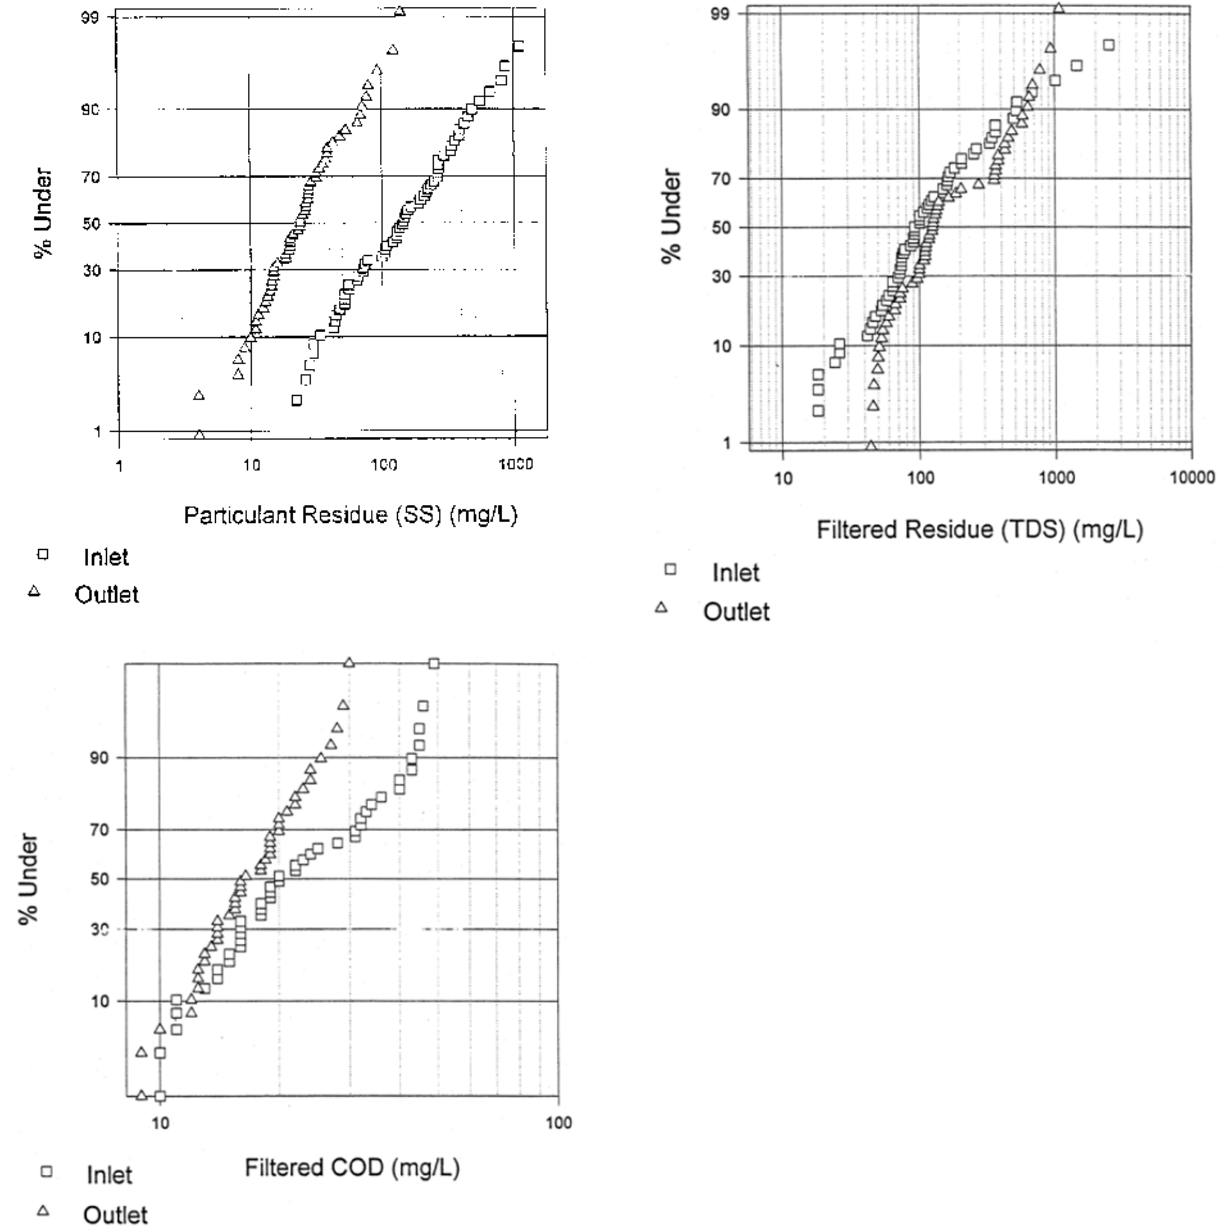 99
90
70
50
30
10
1
% Under
1 10 100 1000
Particulant Residue (SS) (mg/L)
Inlet
Outlet
99
90
70
50
30
10
1
% Under
10 100 1000 10000
Filtered Residue (TDS) (mg/L)
Inlet
Outlet
90
70
50
30
10
% Under
10 100
Filtered COD (mg/L)
Inlet
Outlet